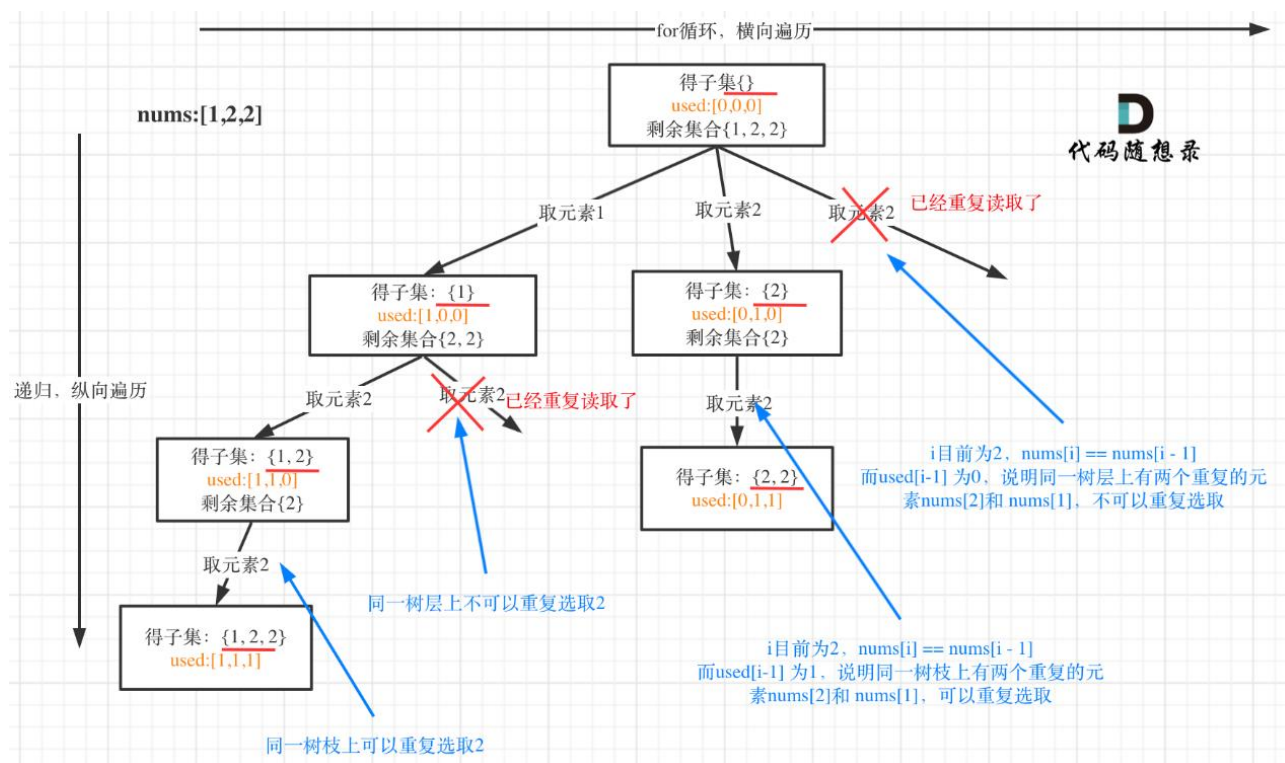 for循环，横向遍历
得子集{}
used:[0,0,0]
剩余集合{1, 2, 2}
nums:[1,2,2]
代码随想录
取元素1
取元素2
取元素2
已经重复读取了
得子集：{1}
used:[1,0,0]
剩余集合{2, 2}
得子集：{2}
used:[0,1,0]
剩余集合{2}
递归，纵向遍历
取元素2
取元素2
已经重复读取了
取元素2
得子集：{1, 2}
used:[1,1,0]
剩余集合{2}
得子集：{2, 2}
used:[0,1,1]
i目前为2，nums[i] == nums[i - 1]
而used[i-1] 为0，说明同一树层上有两个重复的元
素nums[2]和 nums[1]，不可以重复选取
取元素2
同一树层上不可以重复选取2
得子集：{1, 2, 2}
used:[1,1,1]
i目前为2，nums[i] == nums[i - 1]
而used[i-1] 为1，说明同一树枝上有两个重复的元
素nums[2]和 nums[1]，可以重复选取
同一树枝上可以重复选取2